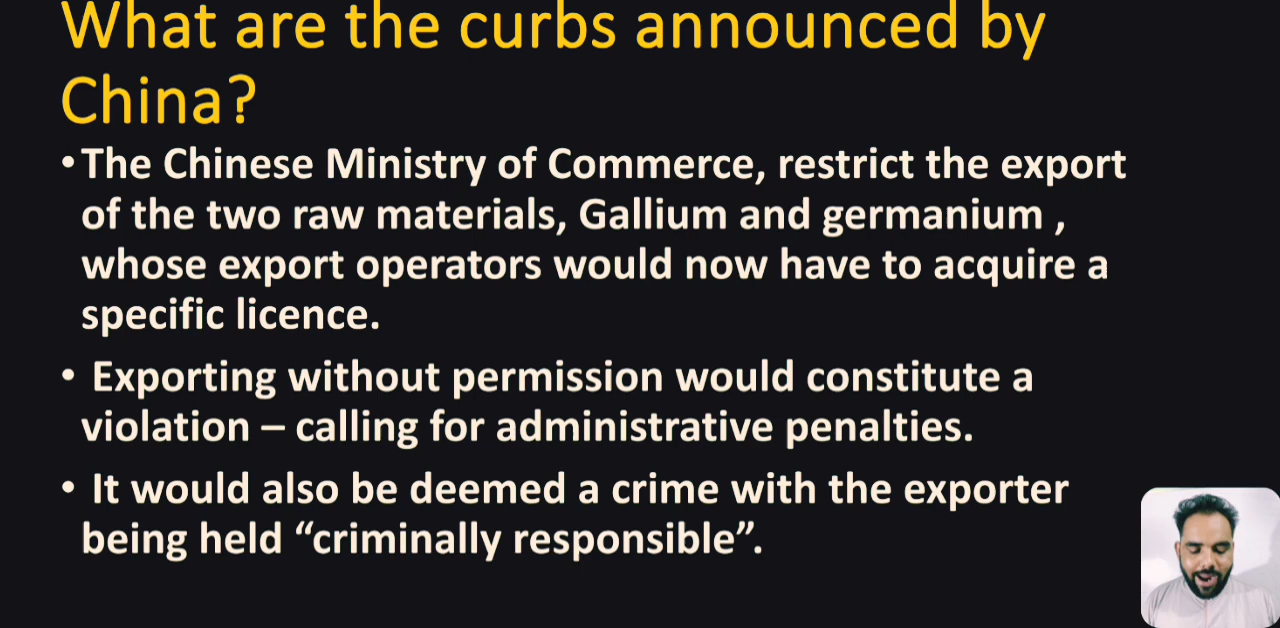 What are the curbs announced by
China?
•The Chinese Ministry of Commerce, restrict the export
of the two raw materials, Gallium and germanium ,
whose export operators would now have to acquire a
specific licence.
• Exporting without permission would constitute a
violation – calling for administrative penalties.
• It would also be deemed a crime with the exporter
being held “criminally responsible”.